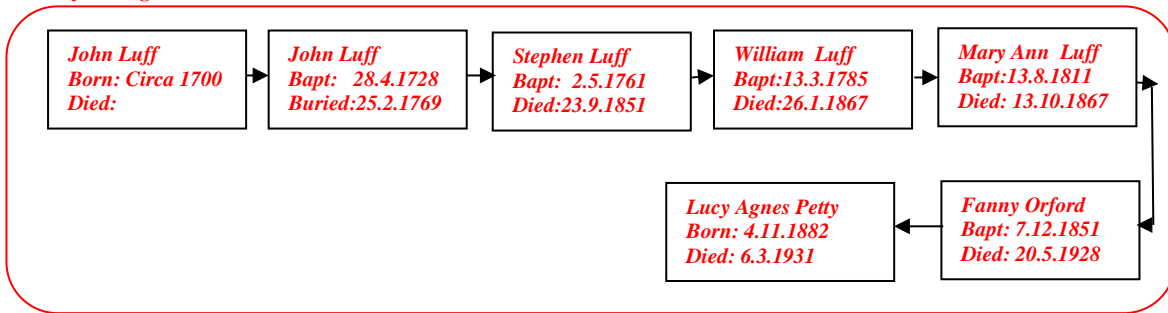 John Luff
Born: Circa 1700
Died:
John Luff
Bapt: 28.4.1728
Buried:25.2.1769
Stephen Luff
Bapt: 2.5.1761
Died:23.9.1851
William Luff
Bapt:13.3.1785
Died:26.1.1867
Mary Ann Luff
Bapt:13.8.1811
Died: 13.10.1867
Fanny Orford
Bapt: 7.12.1851
Died: 20.5.1928
Lucy Agnes Petty
Born: 4.11.1882
Died: 6.3.1931